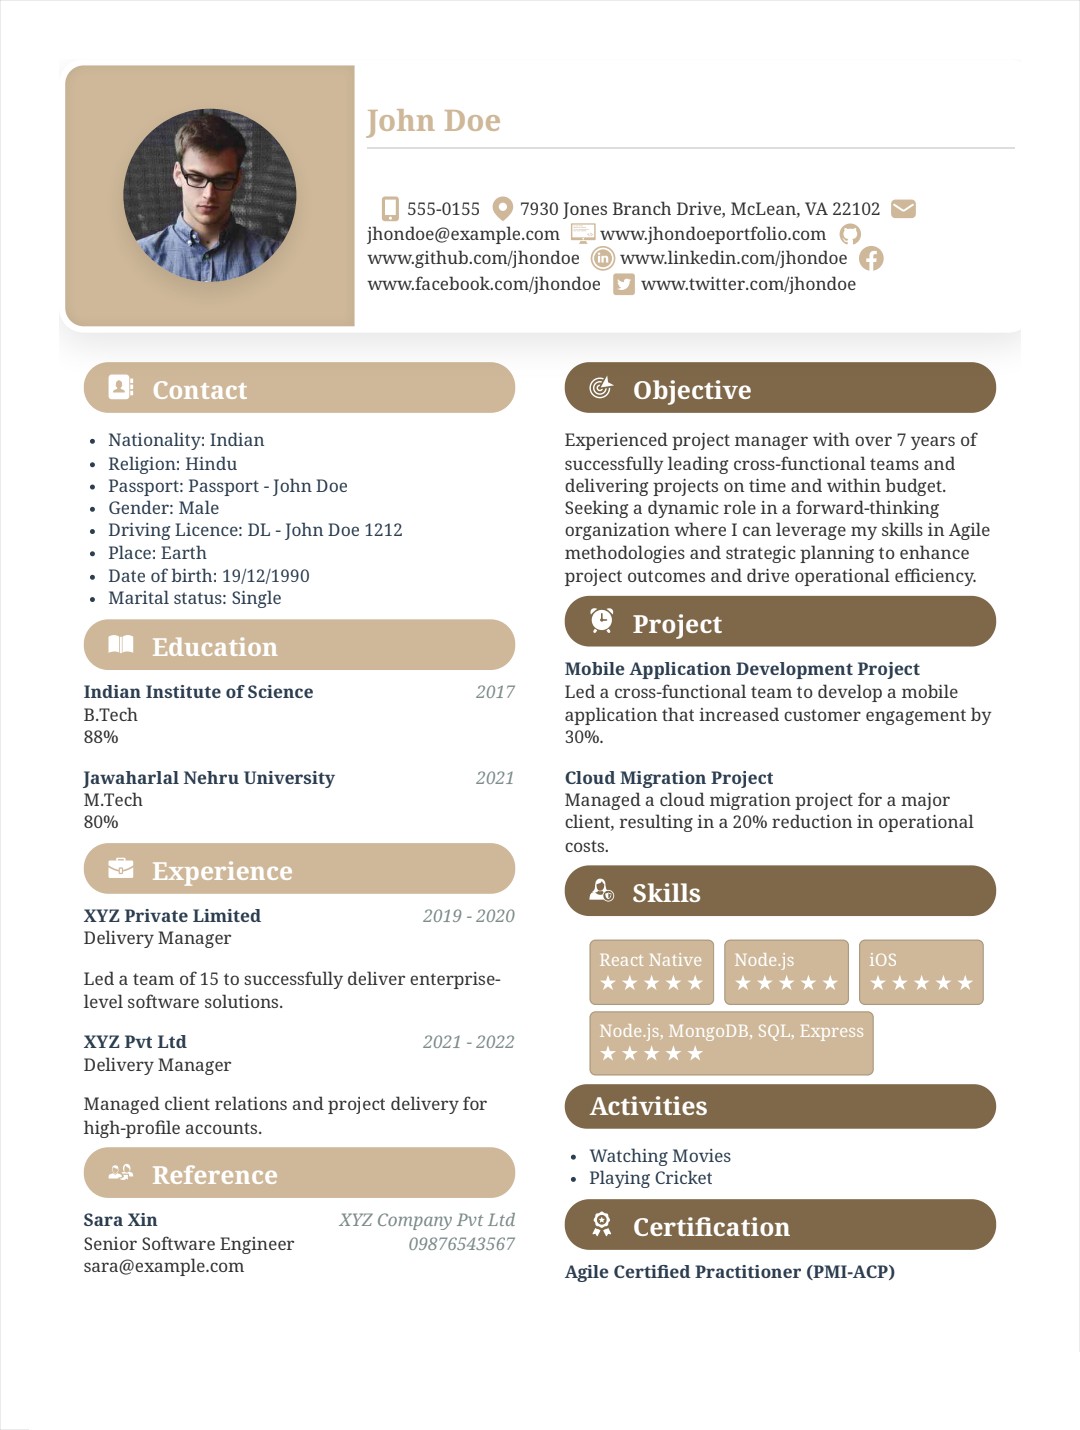 John Doe
555-0155 7930 Jones Branch Drive, McLean, VA 22102
jhondoe@example.com www.jhondoeportfolio.com
www.github.com/jhondoe www.linkedin.com/jhondoe
www.facebook.com/jhondoe www.twitter.com/jhondoe
Contact
• Nationality: Indian
• Religion: Hindu
• Passport: Passport - John Doe
• Gender: Male
• Driving Licence: DL - John Doe 1212
• Place: Earth
• Date of birth: 19/12/1990
• Marital status: Single
Education
Indian Institute of Science 2017
B.Tech
88%
Jawaharlal Nehru University 2021
M.Tech
80%
Experience
XYZ Private Limited 2019 - 2020
Delivery Manager
Led a team of 15 to successfully deliver enterprise-
level software solutions.
XYZ Pvt Ltd 2021 - 2022
Delivery Manager
Managed client relations and project delivery for
high-profile accounts.
Reference
Sara Xin XYZ Company Pvt Ltd
Senior Software Engineer 09876543567
sara@example.com
Objective
Experienced project manager with over 7 years of
successfully leading cross-functional teams and
delivering projects on time and within budget.
Seeking a dynamic role in a forward-thinking
organization where I can leverage my skills in Agile
methodologies and strategic planning to enhance
project outcomes and drive operational efficiency.
Project
Mobile Application Development Project
Led a cross-functional team to develop a mobile
application that increased customer engagement by
30%.
Cloud Migration Project
Managed a cloud migration project for a major
client, resulting in a 20% reduction in operational
costs.
Skills
React Native Node.js iOS
★★★★★ ★★★★★ ★★★★★
Node.js, MongoDB, SQL, Express
★★★★★
Activities
• Watching Movies
• Playing Cricket
Certification
Agile Certified Practitioner (PMI-ACP)